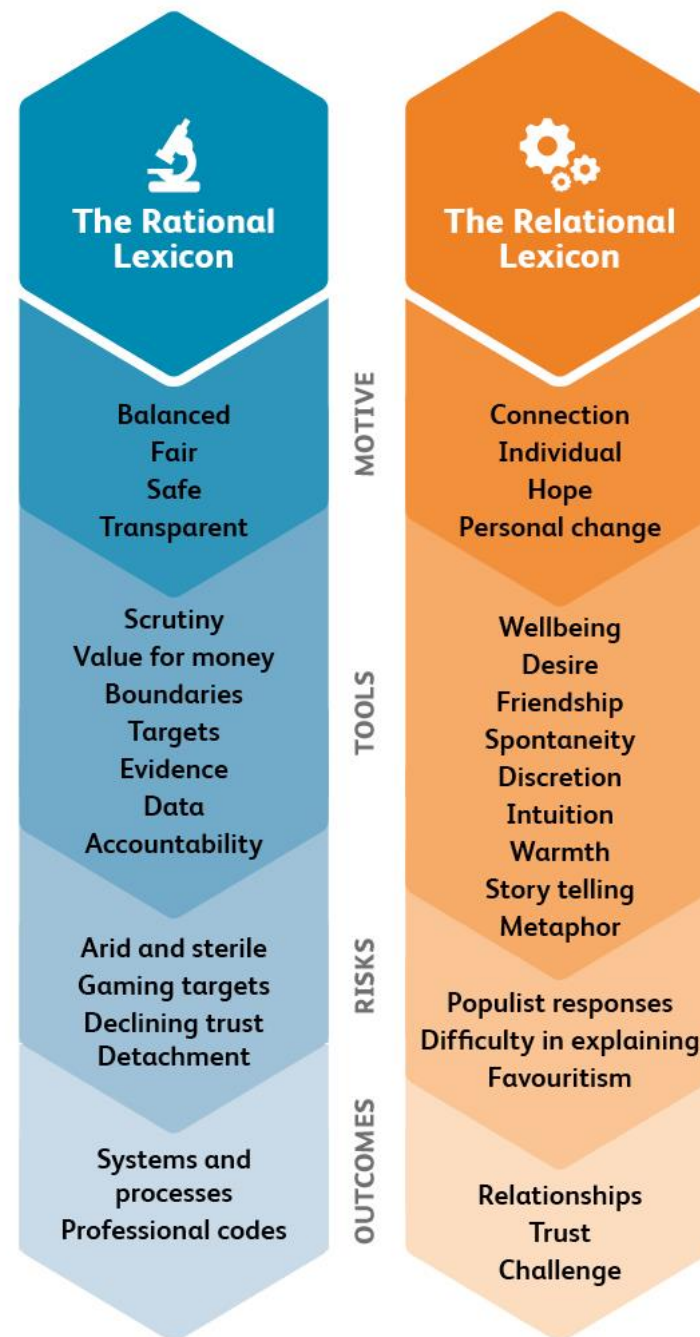 The Rational
Lexicon
MOTIVE
Balanced
Fair
Safe
Transparent
TOOLS
Scrutiny
Value for money
Boundaries
Targets
Evidence
Data
Accountability
RISKS
Arid and sterile
Gaming targets
Declining trust
Detachment
OUTCOMES
Systems and
processes
Professional codes
The Relational
Lexicon
Connection
Individual
Hope
Personal change
Wellbeing
Desire
Friendship
Spontaneity
Discretion
Intuition
Warmth
Story telling
Metaphor
Populist responses
Difficulty in explaining
Favouritism
Relationships
Trust
Challenge